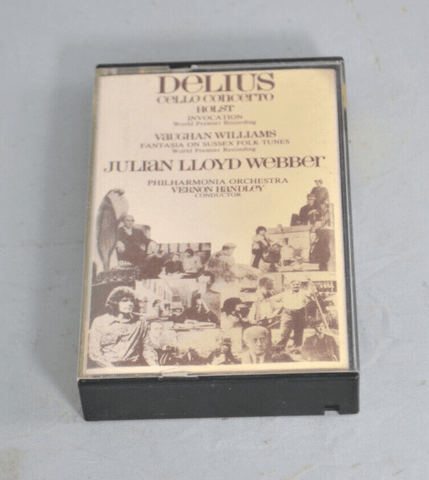 Delius
cello concerto
HOLST
INVOCATION
World Premier Recording
VAUGHAN WILLIAMS
FANTASIA ON SUSSEX FOLK TUNES
World Premier Recording
JULIAN LLOYD WEBBER
PHILHARMONIA ORCHESTRA
VERNON HANDLEY
CONDUCTOR